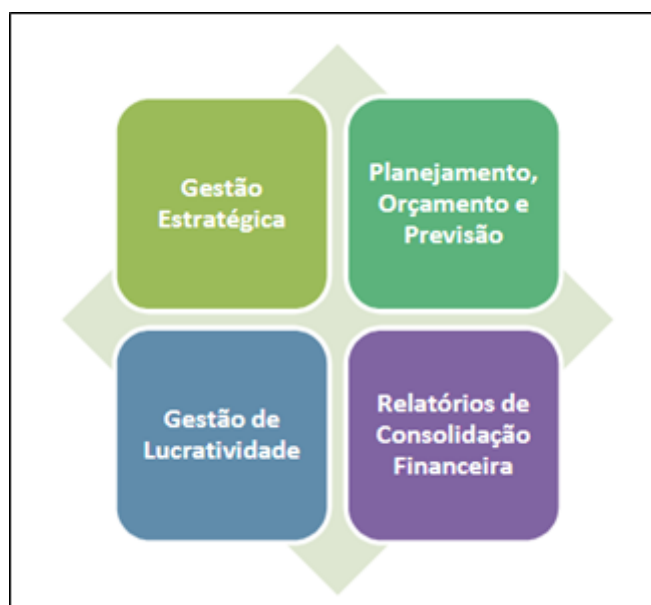 Gestão
Estratégica
Planejamento,
Orçamento e
Previsão
Gestão de
Lucratividade
Relatórios de
Consolidação
Financeira